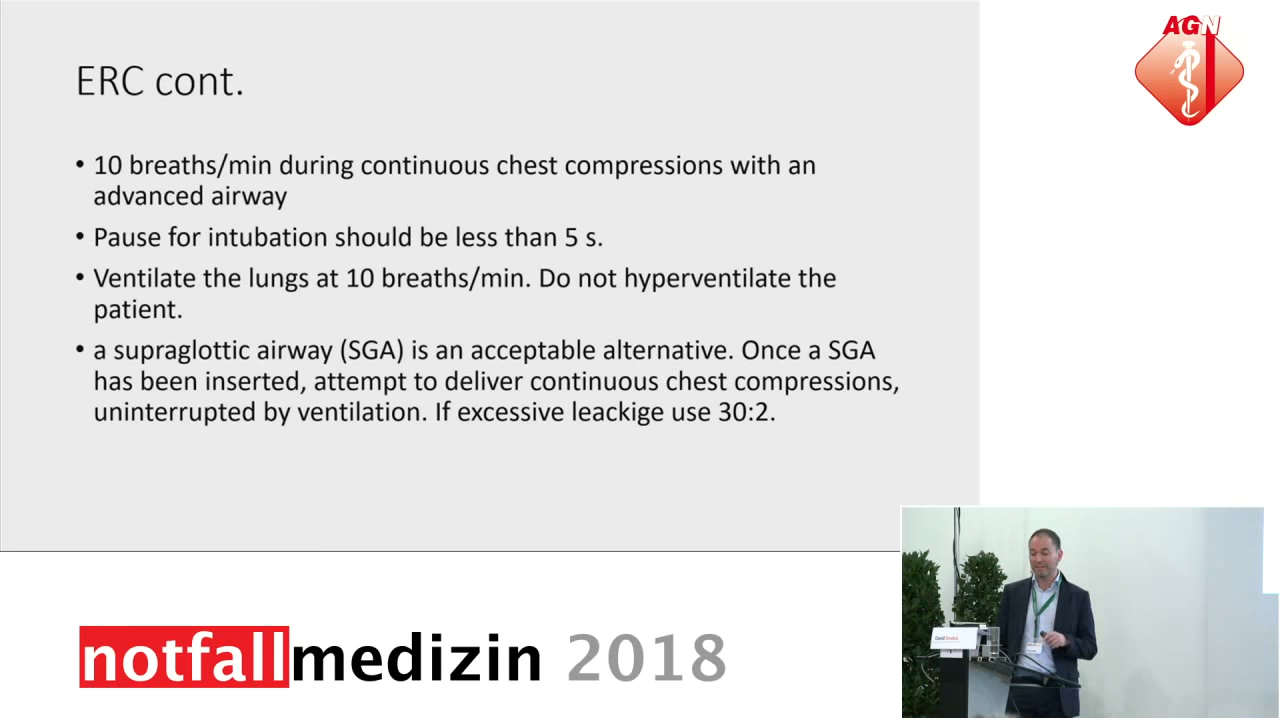 AGN
ERC cont.
• 10 breaths/min during continuous chest compressions with an
advanced airway
• Pause for intubation should be less than 5 s.
• Ventilate the lungs at 10 breaths/min. Do not hyperventilate the
patient.
• a supraglottic airway (SGA) is an acceptable alternative. Once a SGA
has been inserted, attempt to deliver continuous chest compressions,
uninterrupted by ventilation. If excessive leackige use 30:2.
notfallmedizin 2018